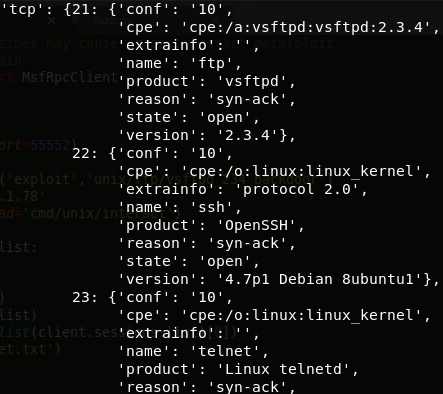 'tcp': {21: {'conf': '10',
'cpe': 'cpe:/a:vsftpd:vsftpd:2.3.4',
'extrainfo': '',
'name': 'ftp',
'product': 'vsftpd',
'reason': 'syn-ack',
'state': 'open',
'version': '2.3.4'},
22: {'conf': '10',
'cpe': 'cpe:/o:linux:linux_kernel',
'extrainfo': 'protocol 2.0',
'name': 'ssh',
'product': 'OpenSSH',
'reason': 'syn-ack',
'state': 'open',
'version': '4.7p1 Debian 8ubuntu1'},
23: {'conf': '10',
'cpe': 'cpe:/o:linux:linux_kernel',
'extrainfo': '',
'name': 'telnet',
'product': 'Linux telnetd',
'reason': 'syn-ack',